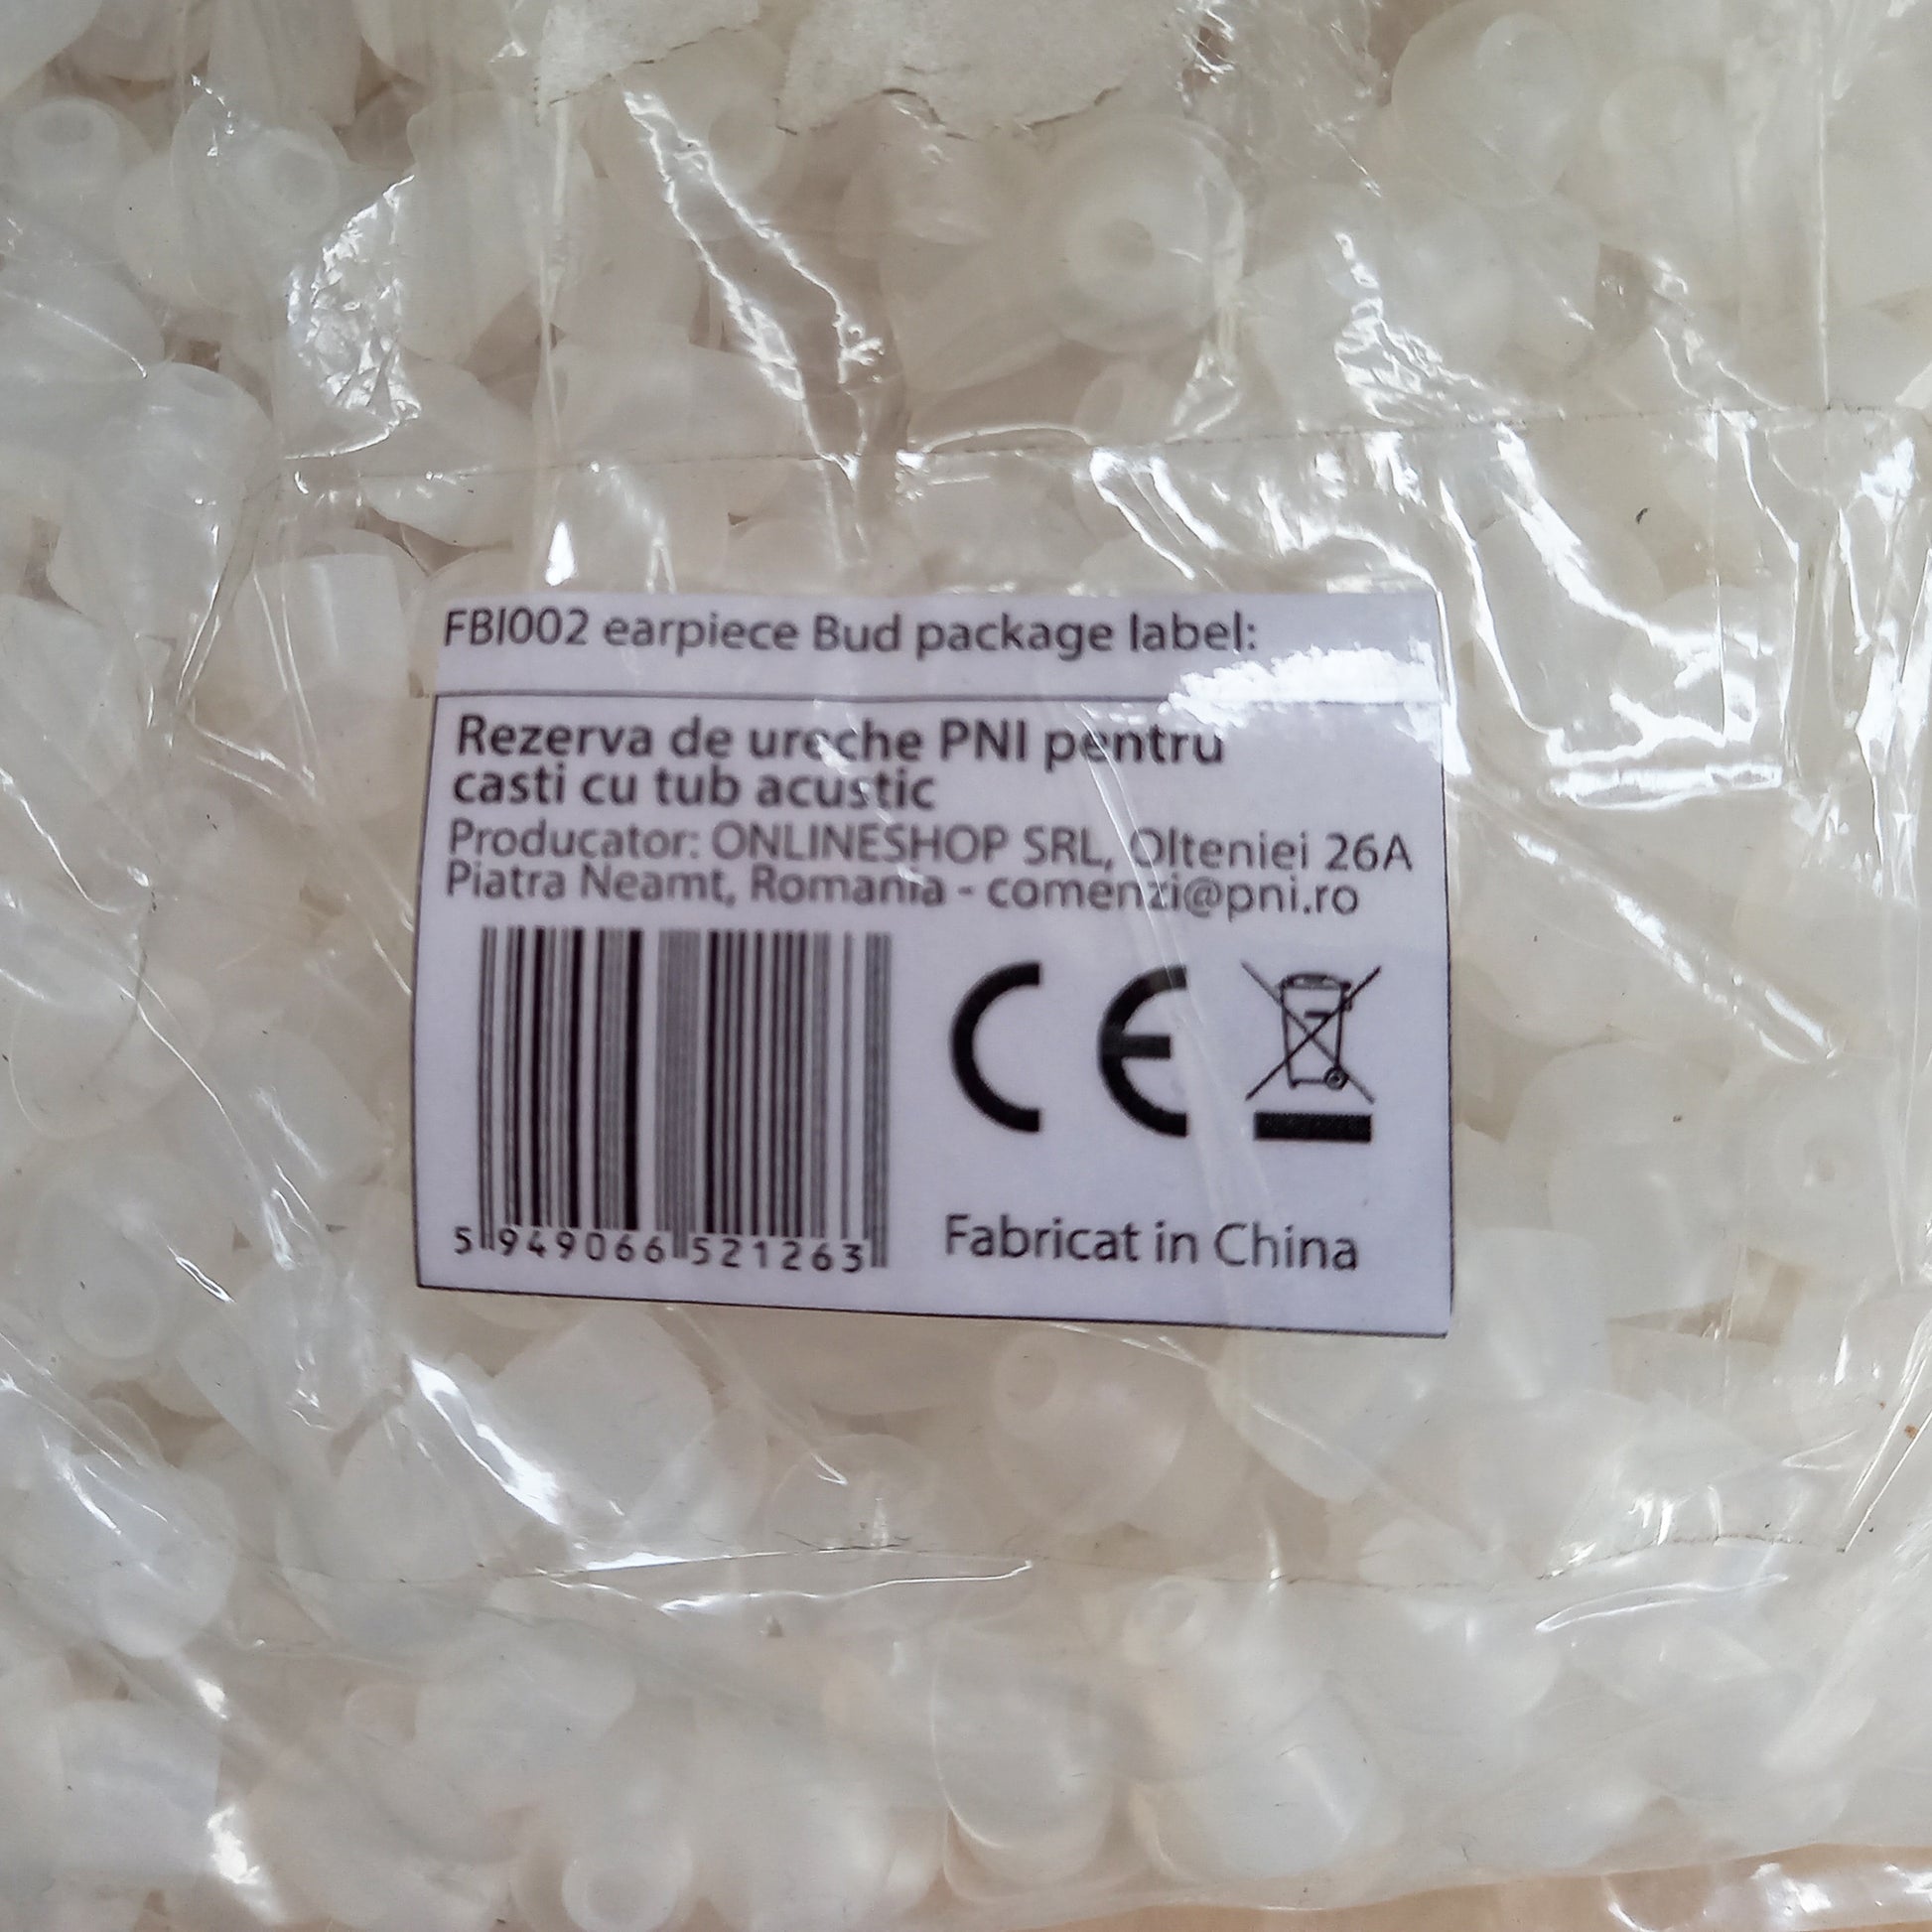 FBI002 earpiece Bud package label:
Rezerva de ureche PNI pentru
casti cu tub acustic
Producator: ONLINESHOP SRL, Olteniei 26A
Piatra Neamt, Romania - comenzi@pni.ro
CE
5 949066 521263
Fabricat in China